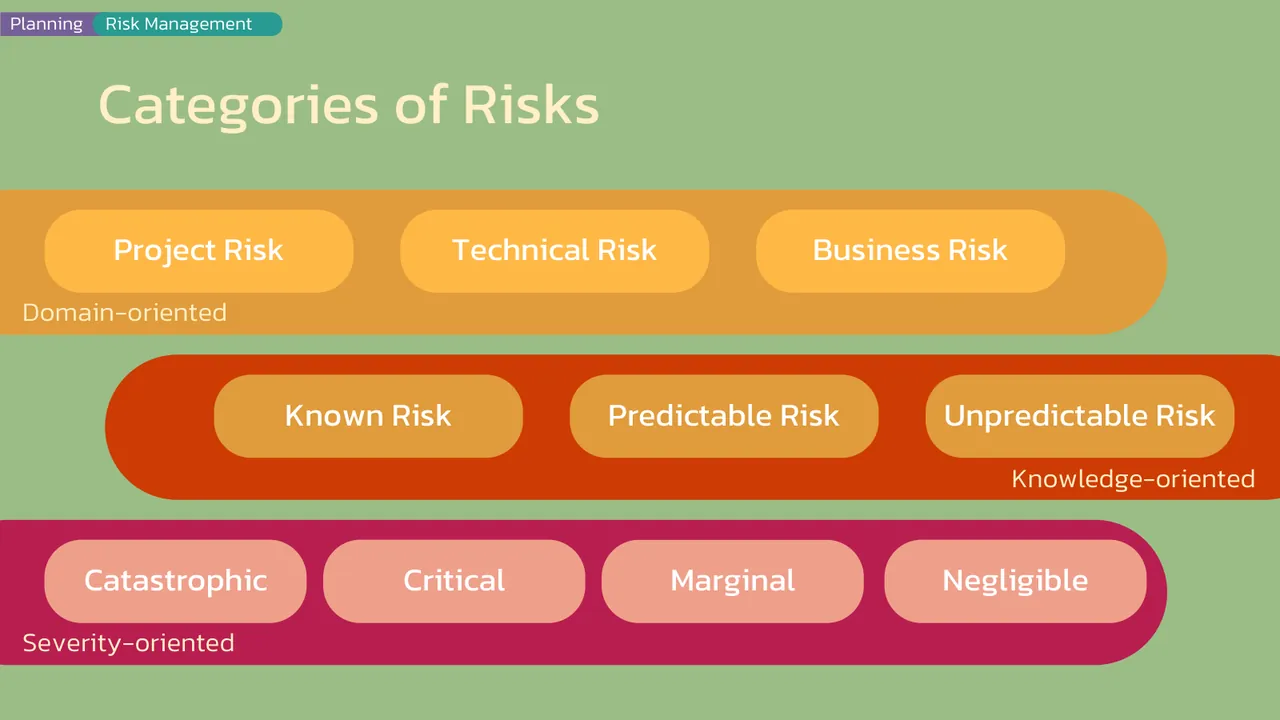 Planning Risk Management
Categories of Risks
Project Risk Technical Risk Business Risk
Domain-oriented
Known Risk Predictable Risk Unpredictable Risk
Knowledge-oriented
Catastrophic Critical Marginal Negligible
Severity-oriented